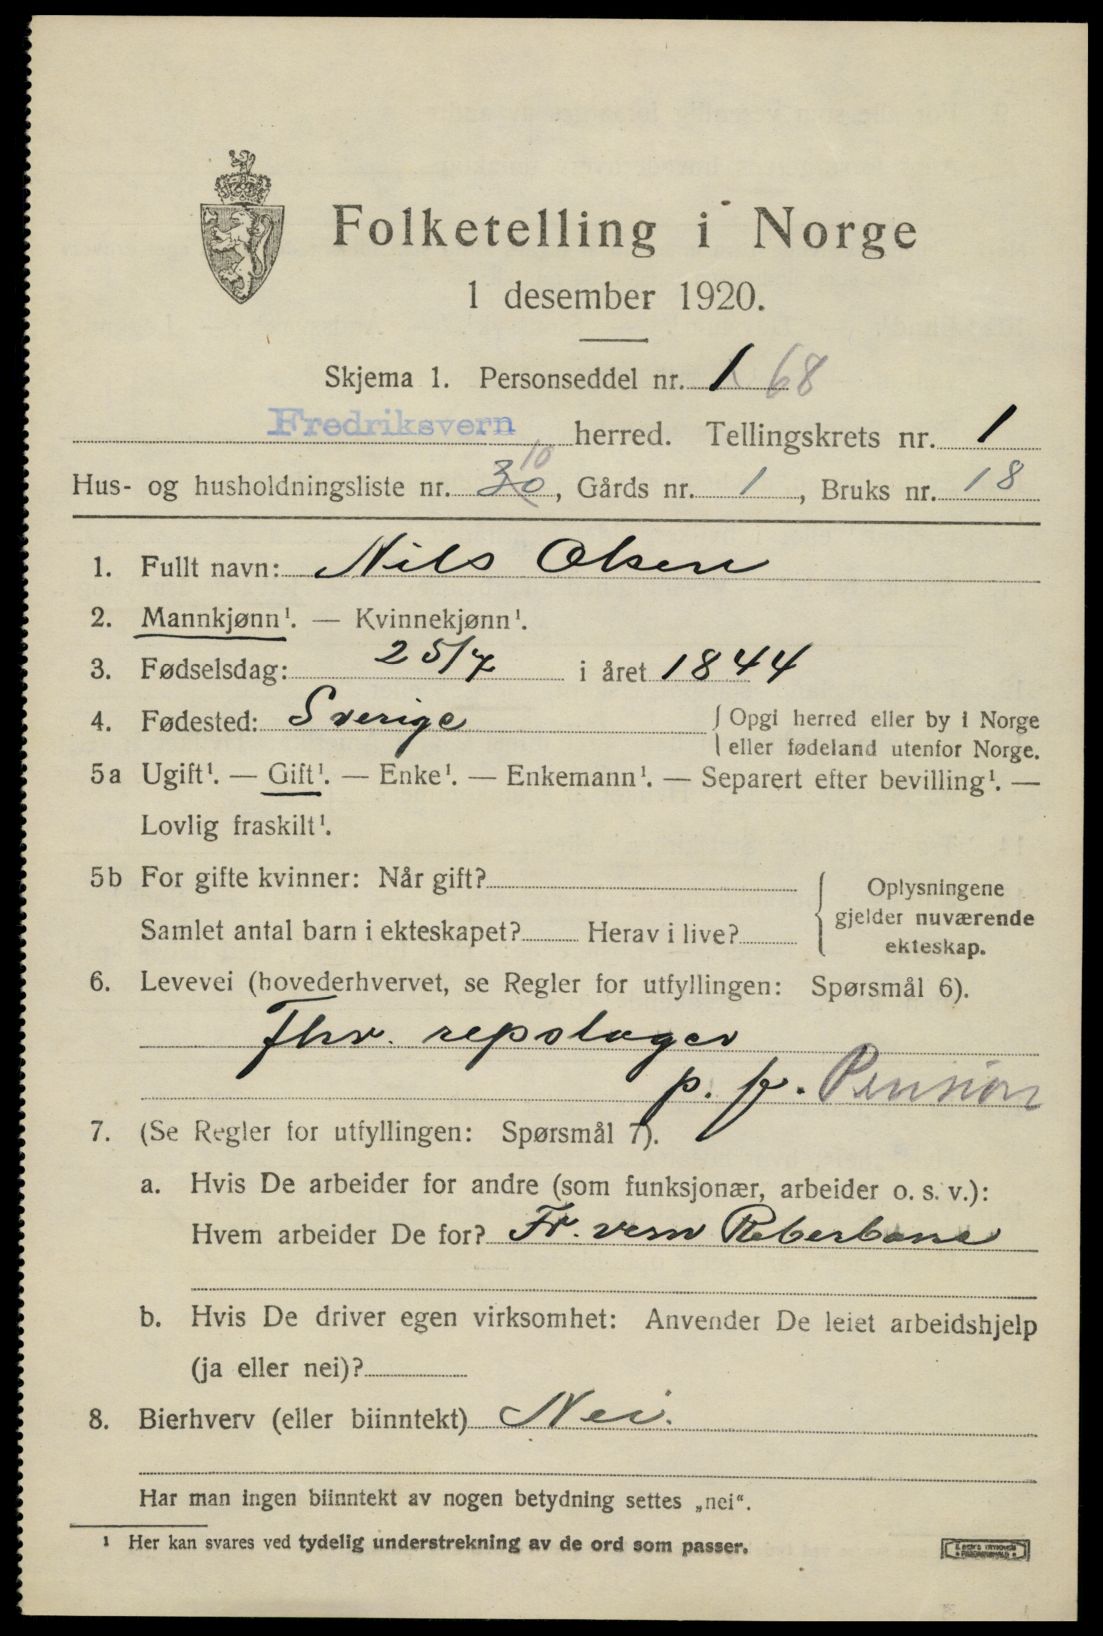 Folketelling i Norge
1 desember 1920.
Skjema 1. Personseddel nr. 1 68
Fredriksvern herred. Tellingskrets nr. 1
10
Hus- og husholdningsliste nr. 30, Gårds nr. 1, Bruks nr. 18
1. Fullt navn: Nils Olsen
2. Mannkjønn¹. — Kvinnekjønn¹.
3. Fødselsdag: 25/7 i året 1844
4. Fødested: Sverige { Opgi herred eller by i Norge
eller fødeland utenfor Norge.
5a Ugift¹. — Gift¹. — Enke¹. — Enkemann¹. — Separert efter bevilling¹. —
Lovlig fraskilt¹.
5b For gifte kvinner: Når gift?
Samlet antal barn i ekteskapet? Herav i live?
Oplysningene
gjelder nuværende
ekteskap.
6. Levevei (hovederhvervet, se Regler for utfyllingen: Spørsmål 6).
Fhv. repslager
p. p. Pension
7. (Se Regler for utfyllingen: Spørsmål 7).
a. Hvis De arbeider for andre (som funksjonær, arbeider o. s. v.):
Hvem arbeider De for? Fr. vern Reberbane
b. Hvis De driver egen virksomhet: Anvender De leiet arbeidshjelp
(ja eller nei)?
8. Bierhverv (eller biinntekt) Nei.
Har man ingen biinntekt av nogen betydning settes „nei“.
¹ Her kan svares ved tydelig understrekning av de ord som passer.